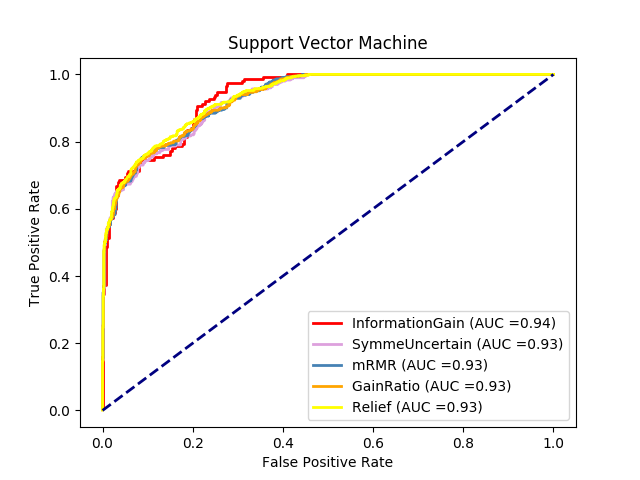 Support Vector Machine
True Positive Rate
1.0
0.8
0.6
0.4
0.2
0.0
InformationGain (AUC =0.94)
SymmeUncertain (AUC =0.93)
mRMR (AUC =0.93)
GainRatio (AUC =0.93)
Relief (AUC =0.93)
0.0 0.2 0.4 0.6 0.8 1.0
False Positive Rate